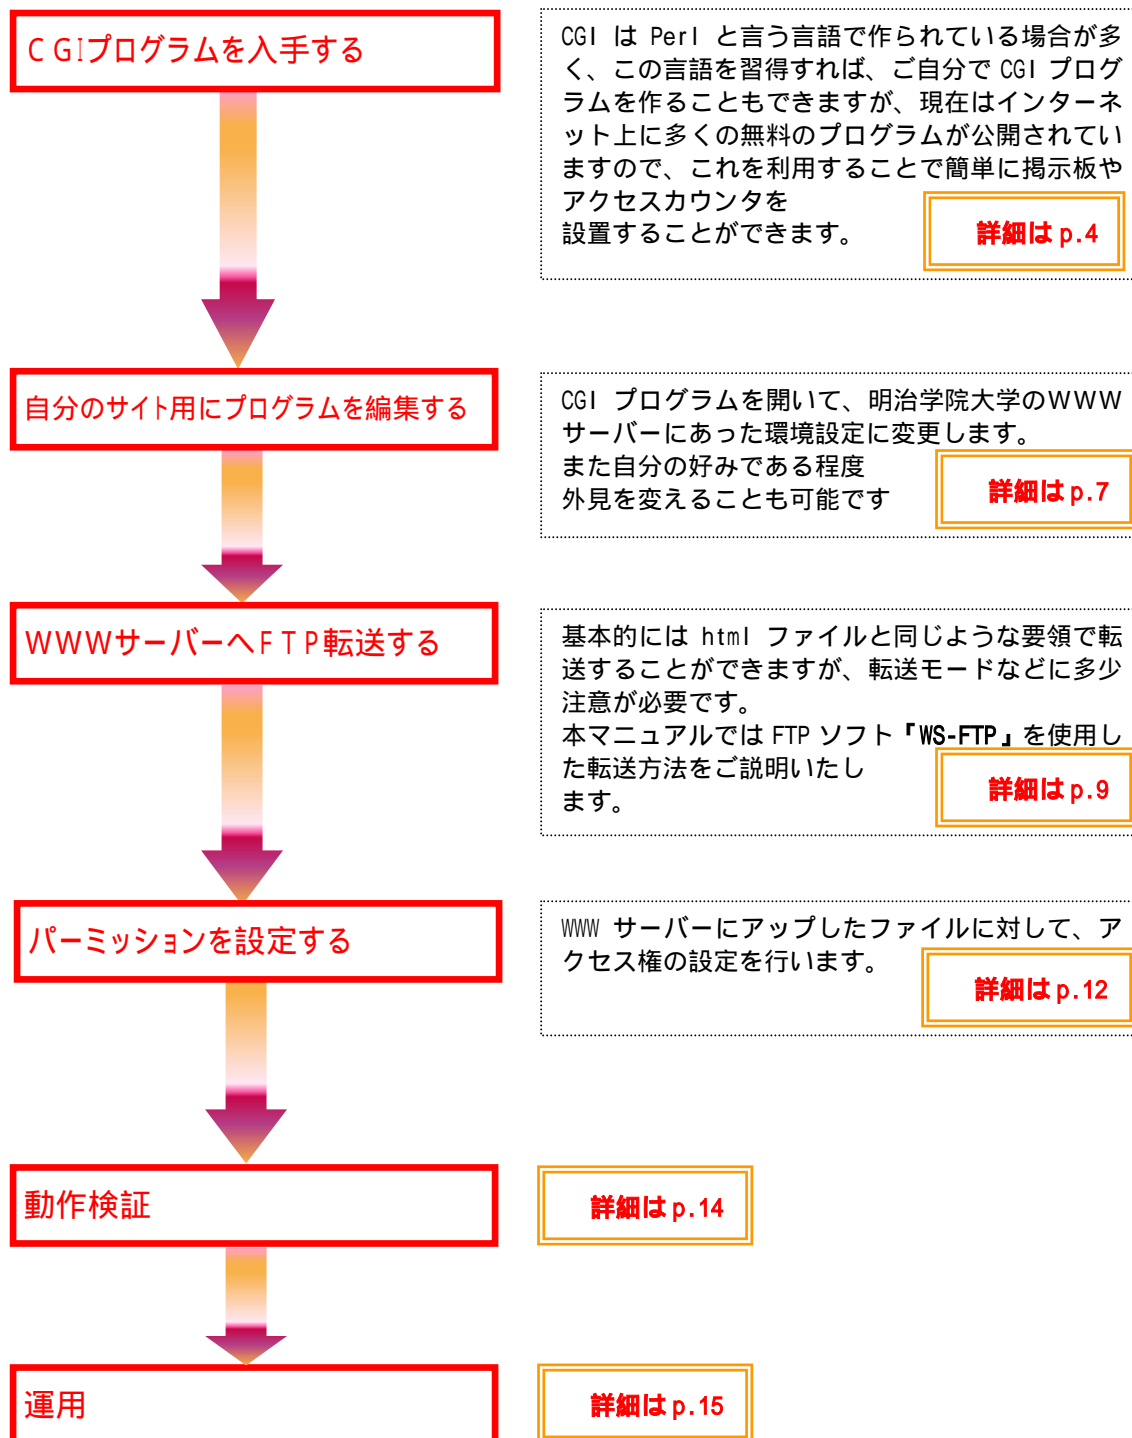 ＣＧＩプログラムを入手する
CGI は Perl と言う言語で作られている場合が多
く、この言語を習得すれば、ご自分で CGI プログ
ラムを作ることもできますが、現在はインターネ
ット上に多くの無料のプログラムが公開されてい
ますので、これを利用することで簡単に掲示板や
アクセスカウンタを
設置することができます。
詳細は p.4
自分のサイト用にプログラムを編集する
CGI プログラムを開いて、明治学院大学のＷＷＷ
サーバーにあった環境設定に変更します。
また自分の好みである程度
外見を変えることも可能です
詳細は p.7
ＷＷＷサーバーへＦＴＰ転送する
基本的には html ファイルと同じような要領で転
送することができますが、転送モードなどに多少
注意が必要です。
本マニュアルでは FTP ソフト『WS-FTP』を使用し
た転送方法をご説明いたし
ます。
詳細は p.9
パーミッションを設定する
WWW サーバーにアップしたファイルに対して、ア
クセス権の設定を行います。
詳細は p.12
動作検証
詳細は p.14
運用
詳細は p.15